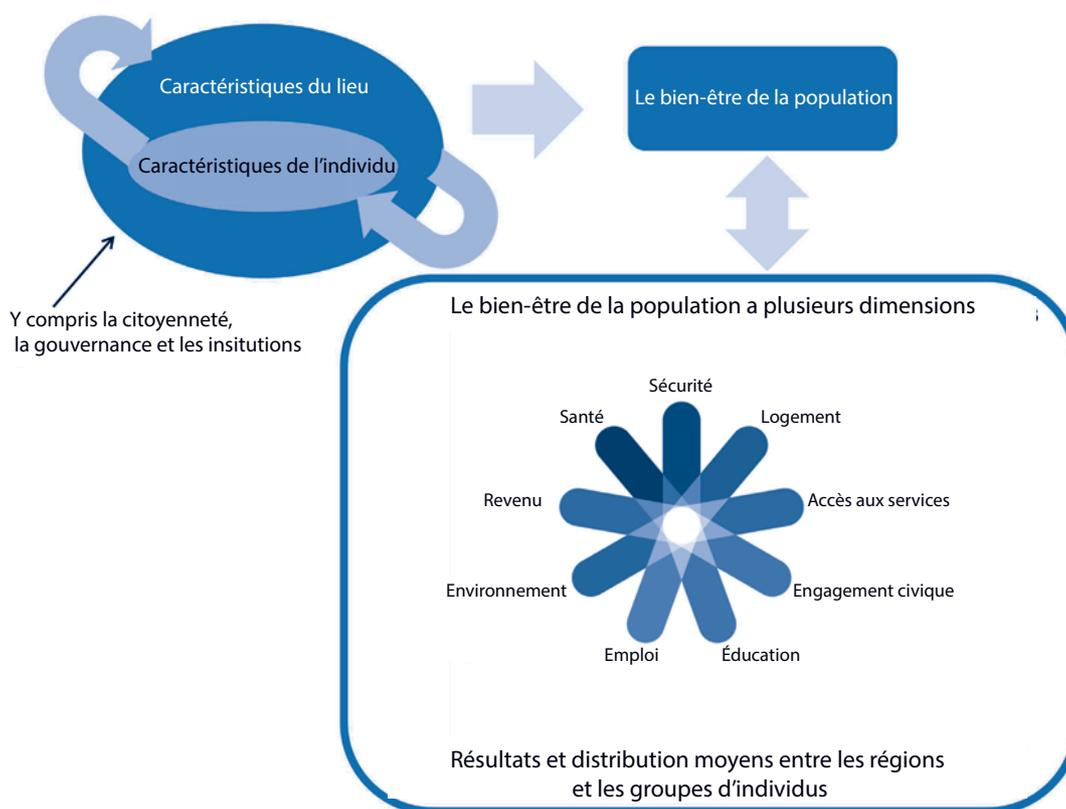 Caractéristiques du lieu
Le bien-être de la population
Caractéristiques de l’individu
Y compris la citoyenneté,
la gouvernance et les insitutions
Le bien-être de la population a plusieurs dimensions
Sécurité
Santé
Logement
Revenu
Accès aux services
Environnement
Engagement civique
Emploi
Éducation
Résultats et distribution moyens entre les régions
et les groupes d’individus